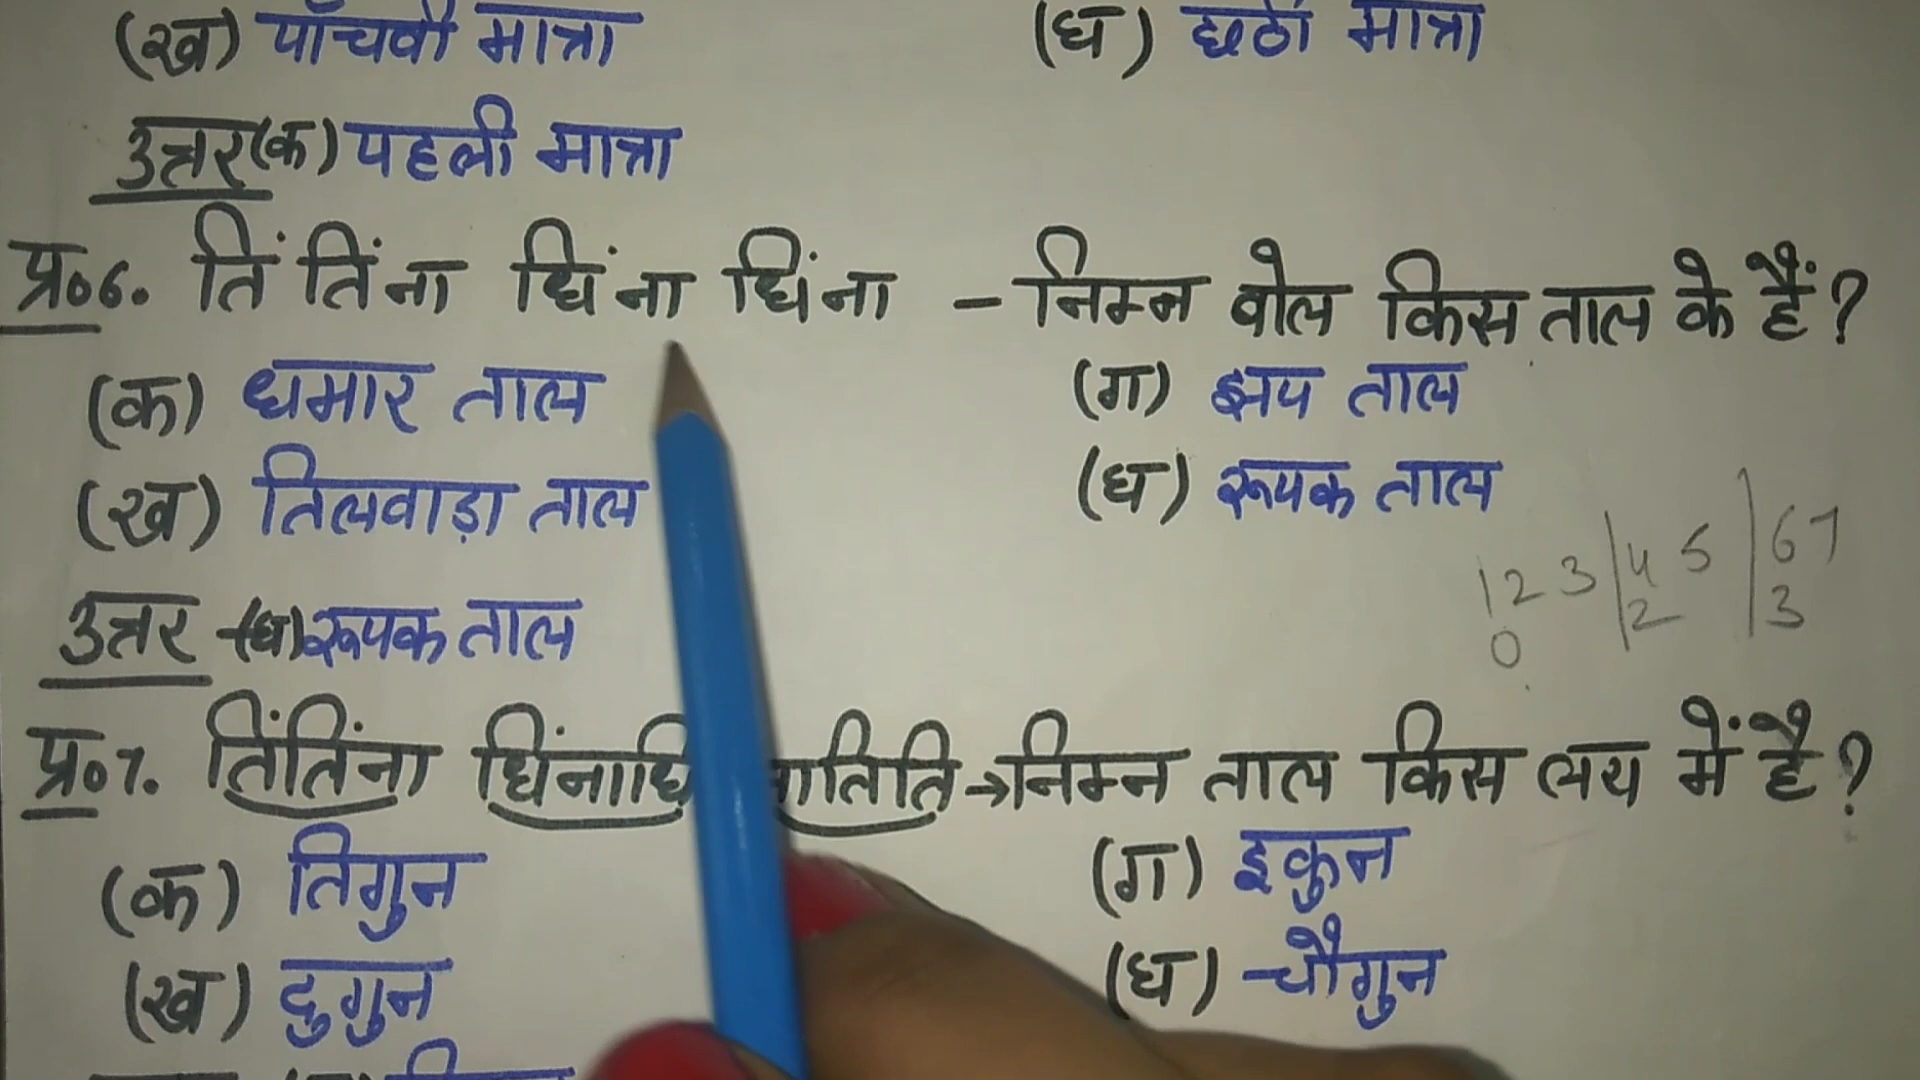 (ख) पाँचवी मात्रा (घ) छठी मात्रा
उत्तर (क) पहली मात्रा
प्र०6. तिं तिं ना धिं ना धिं ना – निम्न वोल किस ताल के हैं?
(क) धमार ताल (ग) झप ताल
(ख) तिलवाड़ा ताल (घ) रूपक ताल
1 2 3 | 4 5 | 6 7
0 2 3
उत्तर -(घ) रूपक ताल
प्र०7. तिंतिंना धिंनाधिं नातिति → निम्न ताल किस लय में है?
(क) तिगुन (ग) इकुन
(ख) दुगुन (घ) चौगुन